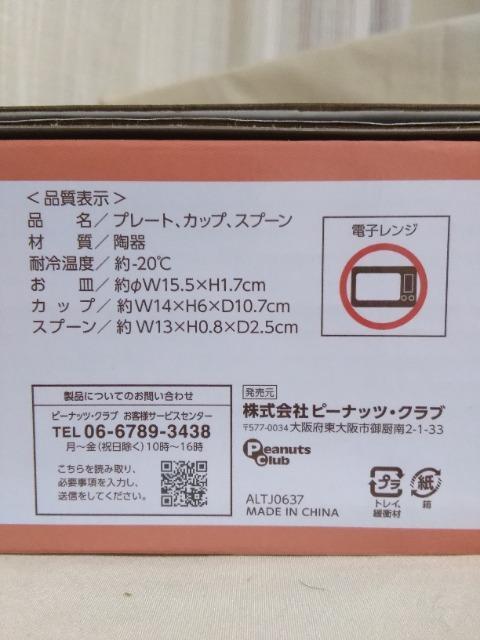 ＜品質表示＞
品　　名／プレート、カップ、スプーン
材　　質／陶器
耐冷温度／約-20℃
お　　皿／約φW15.5×H1.7cm
カ ッ プ／約W14×H6×D10.7cm
スプーン／約W13×H0.8×D2.5cm
電子レンジ
製品についてのお問い合わせ
ピーナッツ・クラブ お客様サービスセンター
TEL 06-6789-3438
月～金(祝日除く)10時～16時
こちらを読み取り、
必要事項を入力し、
送信をしてください。
発売元
株式会社ピーナッツ・クラブ
〒577-0034 大阪府東大阪市御厨南2-1-33
Peanuts
Club
ALTJ0637
MADE IN CHINA
プラ
トレイ、
緩衝材
紙
箱